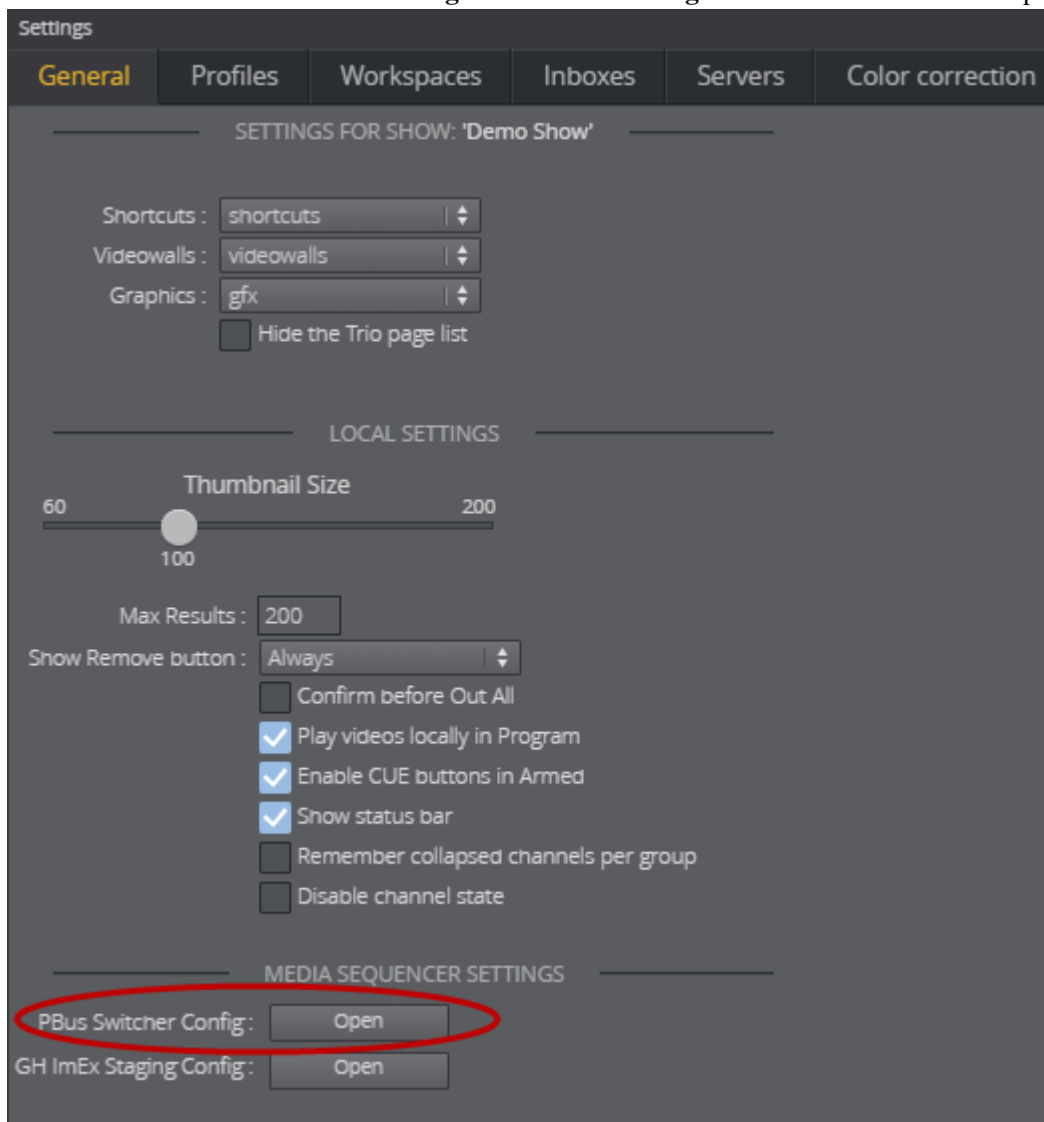 Settings
General Profiles Workspaces Inboxes Servers Color correction
SETTINGS FOR SHOW: 'Demo Show'
Shortcuts : shortcuts
Videowalls : videowalls
Graphics : gfx
Hide the Trio page list
LOCAL SETTINGS
Thumbnail Size
60 200
100
Max Results : 200
Show Remove button : Always
Confirm before Out All
Play videos locally in Program
Enable CUE buttons in Armed
Show status bar
Remember collapsed channels per group
Disable channel state
MEDIA SEQUENCER SETTINGS
PBus Switcher Config : Open
GH ImEx Staging Config : Open